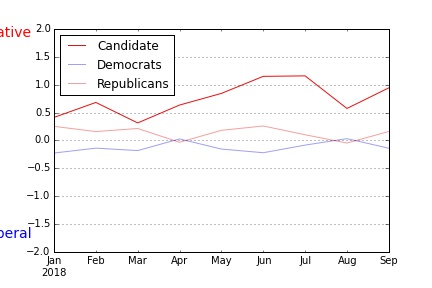 ative
2.0
1.5
1.0
0.5
0.0
−0.5
−1.0
−1.5
−2.0
peral
Candidate
Democrats
Republicans
Jan Feb Mar Apr May Jun Jul Aug Sep
2018